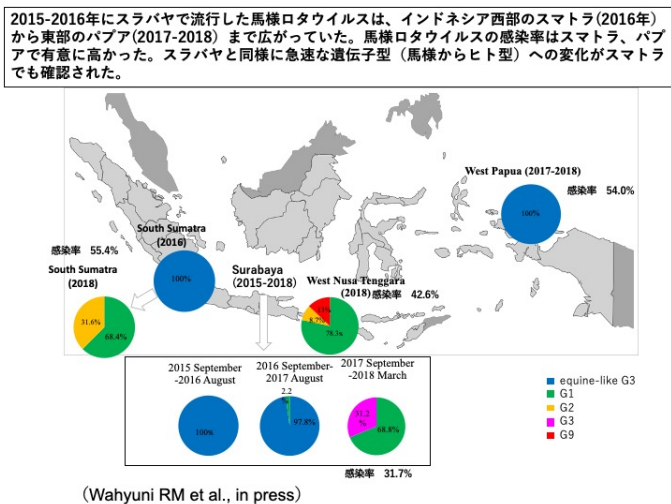 2015-2016年にスラバヤで流行した馬様ロタウイルスは、インドネシア西部のスマトラ(2016年)
から東部のパプア(2017-2018) まで広がっていた。馬様ロタウイルスの感染率はスマトラ、パプ
アで有意に高かった。スラバヤと同様に急速な遺伝子型（馬様からヒト型）への変化がスマトラ
でも確認された。
West Papua (2017-2018)
感染率 54.0%
100%
South Sumatra
(2016)
100%
感染率 55.4%
South Sumatra
(2018)
31.6%
68.4%
Surabaya
(2015-2018)
West Nusa Tenggara
(2018)
感染率 42.6%
8.7%
78.3%
2015 September
-2016 August
100%
2016 September-
2017 August
2.2
%
97.8%
2017 September
-2018 March
31.2
%
68.8%
感染率 31.7%
equine-like G3
G1
G2
G3
G9
(Wahyuni RM et al., in press)